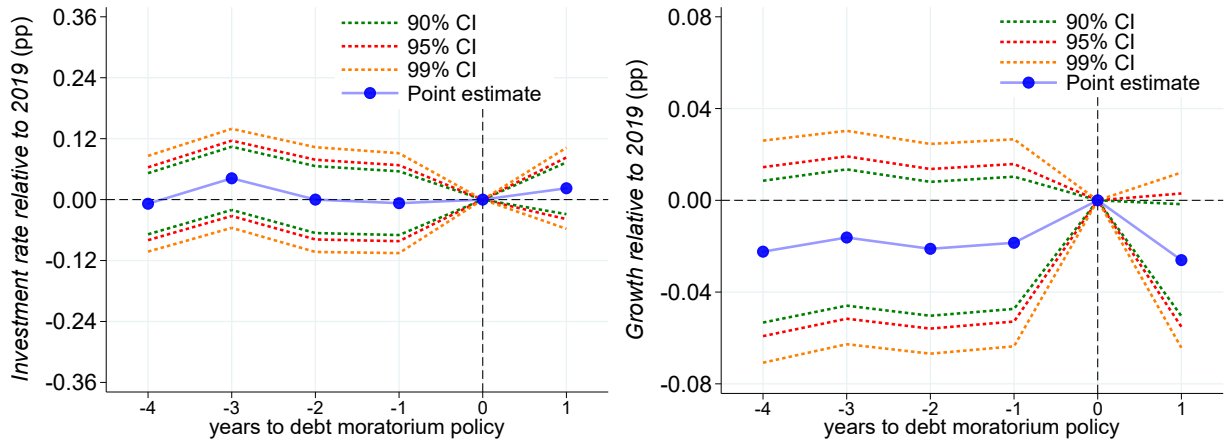 Investment rate relative to 2019 (pp)
0.36
0.24
0.12
0.00
-0.12
-0.24
-0.36
90% CI
95% CI
99% CI
Point estimate
-4 -3 -2 -1 0 1
years to debt moratorium policy
Growth relative to 2019 (pp)
0.08
0.04
0.00
-0.04
-0.08
90% CI
95% CI
99% CI
Point estimate
-4 -3 -2 -1 0 1
years to debt moratorium policy